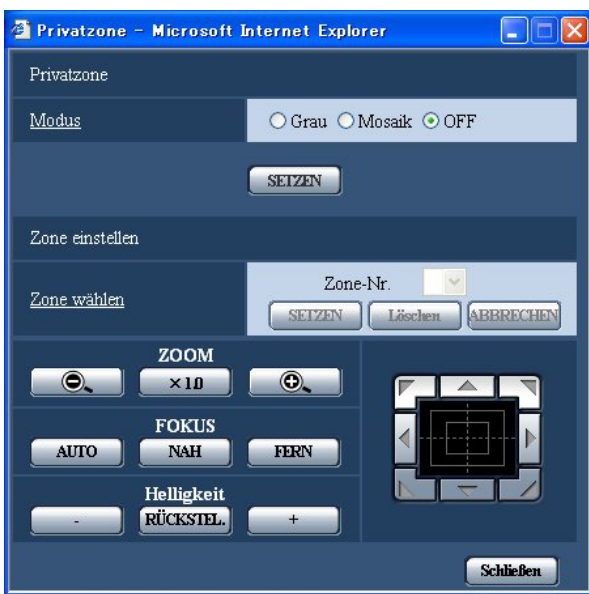 Privatzone - Microsoft Internet Explorer
Privatzone
Modus Grau Mosaik OFF
SETZEN
Zone einstellen
Zone-Nr.
Zone wählen
SETZEN Löschen ABBRECHEN
ZOOM
×1.0
FOKUS
AUTO NAH FERN
Helligkeit
- RÜCKSTEL. +
Schließen